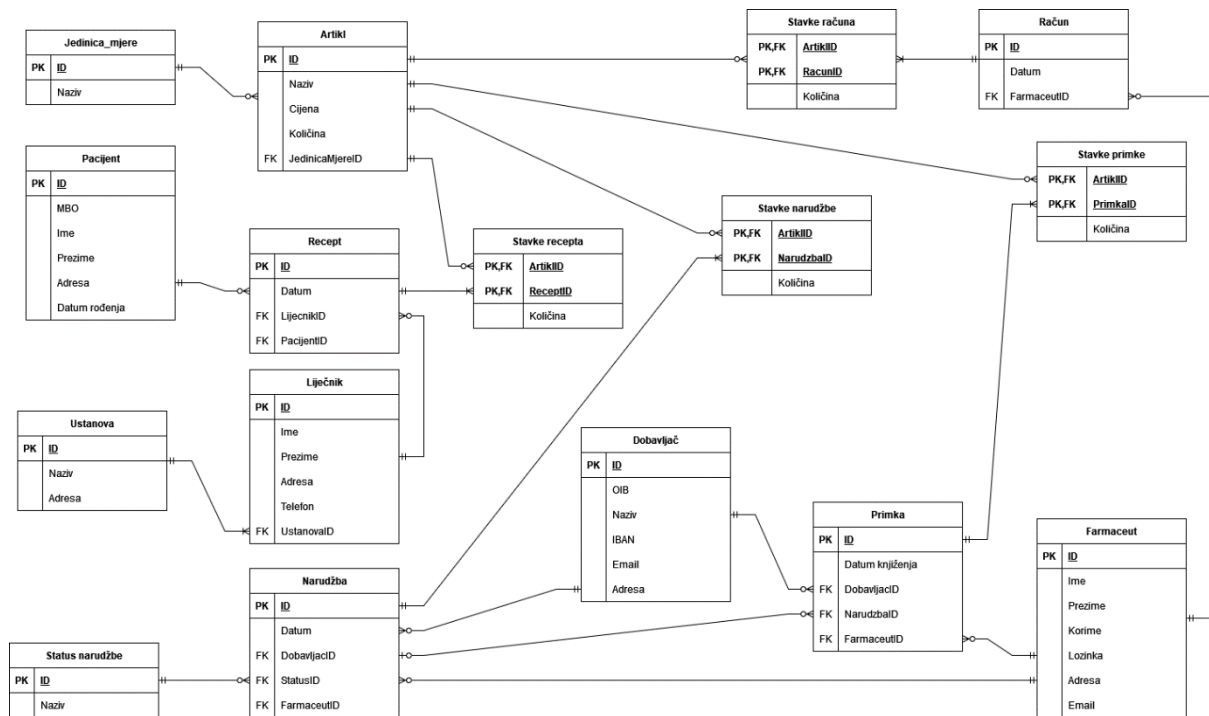 Jedinica_mjere
PK ID
Naziv
Artikl
PK ID
Naziv
Cijena
Količina
FK JedinicaMjereID
Stavke računa
PK,FK ArtiklID
PK,FK RacunID
Količina
Račun
PK ID
Datum
FK FarmaceutID
Pacijent
PK ID
MBO
Ime
Prezime
Adresa
Datum rođenja
Stavke primke
PK,FK ArtiklID
PK,FK PrimkaID
Količina
Stavke narudžbe
PK,FK ArtiklID
PK,FK NarudzbaID
Količina
Recept
PK ID
Datum
FK LijecnikID
FK PacijentID
Stavke recepta
PK,FK ArtiklID
PK,FK ReceptID
Količina
Liječnik
PK ID
Ime
Prezime
Adresa
Telefon
FK UstanovaID
Ustanova
PK ID
Naziv
Adresa
Dobavljač
PK ID
OIB
Naziv
IBAN
Email
Adresa
Primka
PK ID
Datum knjiženja
FK DobavljacID
FK NarudzbaID
FK FarmaceutID
Farmaceut
PK ID
Ime
Prezime
Korime
Lozinka
Adresa
Email
Narudžba
PK ID
Datum
FK DobavljacID
FK StatusID
FK FarmaceutID
Status narudžbe
PK ID
Naziv